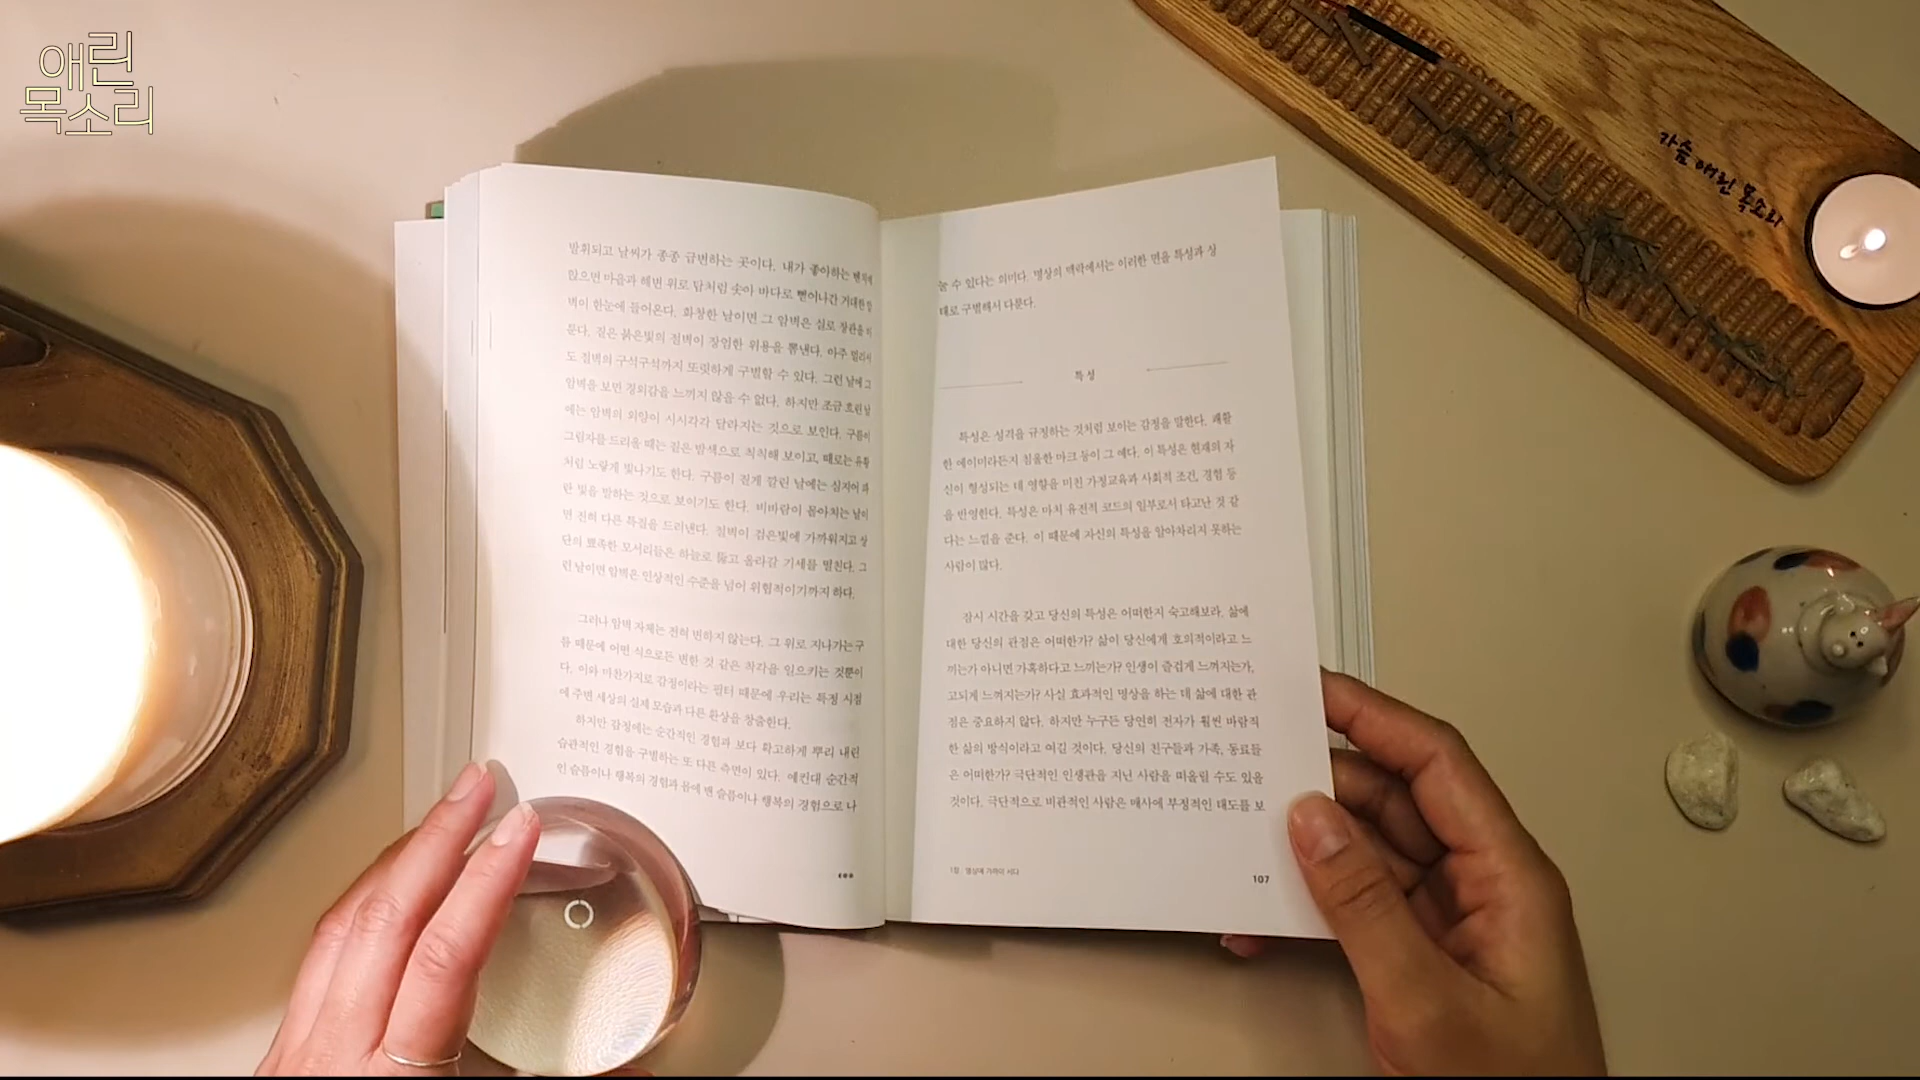 애린
목소리
가슴 애린 목소리
발휘되고 날씨가 종종 급변하는 곳이다. 내가 좋아하는 벤치에
앉으면 마을과 해변 위로 탑처럼 솟아 바다로 뻗어나간 거대한 암
벽이 한눈에 들어온다. 화창한 날이면 그 암벽은 실로 장관을 이
룬다. 짙은 붉은빛의 절벽이 장엄한 위용을 뽐낸다. 아주 멀리서
도 절벽의 구석구석까지 또렷하게 구별할 수 있다. 그런 날에 그
암벽을 보면 경외감을 느끼지 않을 수 없다. 하지만 조금 흐린 날
에는 암벽의 외양이 시시각각 달라지는 것으로 보인다. 구름이
그림자를 드리울 때는 짙은 밤색으로 칙칙해 보이고, 때로는 유황
처럼 노랗게 빛나기도 한다. 구름이 짙게 깔린 날에는 심지어 파
란 빛을 발하는 것으로 보이기도 한다. 비바람이 몰아치는 날이
면 전혀 다른 특질을 드러낸다. 절벽이 검은빛에 가까워지고 상
단의 뾰족한 모서리들은 하늘로 뚫고 올라갈 기세를 떨친다. 그
런 날이면 암벽은 인상적인 수준을 넘어 위협적이기까지 하다.
그러나 암벽 자체는 전혀 변하지 않는다. 그 위로 지나가는 구
름 때문에 어떤 식으로든 변한 것 같은 착각을 일으키는 것뿐이
다. 이와 마찬가지로 감정이라는 필터 때문에 우리는 특정 시점
에 주변 세상의 실제 모습과 다른 환상을 창출한다.
하지만 감정에는 순간적인 경험과 보다 확고하게 뿌리 내린
습관적인 경험을 구별하는 또 다른 측면이 있다. 예컨대 순간적
인 슬픔이나 행복의 경험과 몸에 밴 슬픔이나 행복의 경험으로 나
눌 수 있다는 의미다. 명상의 맥락에서는 이러한 면을 특성과 상
태로 구별해서 다룬다.
특성
특성은 성격을 규정하는 것처럼 보이는 감정을 말한다. 쾌활
한 에이미라든지 침울한 마크 등이 그 예다. 이 특성은 현재의 자
신이 형성되는 데 영향을 미친 가정교육과 사회적 조건, 경험 등
을 반영한다. 특성은 마치 유전적 코드의 일부로서 타고난 것 같
다는 느낌을 준다. 이 때문에 자신의 특성을 알아차리지 못하는
사람이 많다.
잠시 시간을 갖고 당신의 특성은 어떠한지 숙고해보라. 삶에
대한 당신의 관점은 어떠한가? 삶이 당신에게 호의적이라고 느
끼는가 아니면 가혹하다고 느끼는가? 인생이 즐겁게 느껴지는가,
고되게 느껴지는가? 사실 효과적인 명상을 하는 데 삶에 대한 관
점은 중요하지 않다. 하지만 누구든 당연히 전자가 훨씬 바람직
한 삶의 방식이라고 여길 것이다. 당신의 친구들과 가족, 동료들
은 어떠한가? 극단적인 인생관을 지닌 사람을 떠올릴 수도 있을
것이다. 극단적으로 비관적인 사람은 매사에 부정적인 태도를 보
1장. 명상에 가까이 서다
107